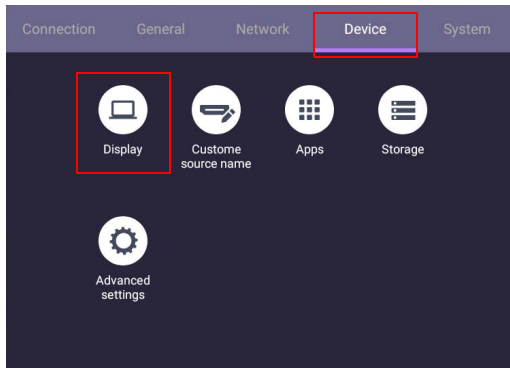 Connection General Network Device System
Display Custome source name Apps Storage
Advanced settings